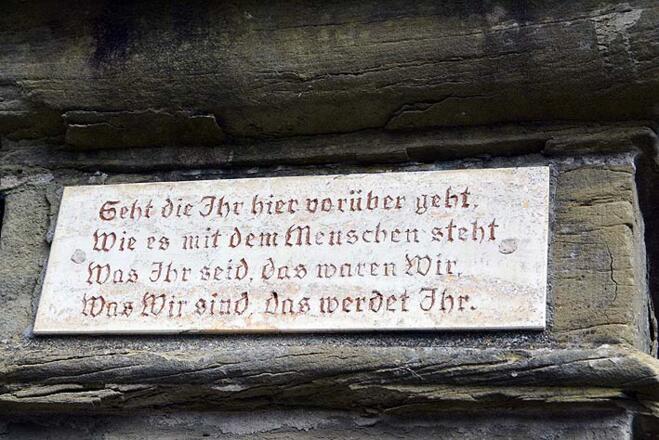 Seht die Ihr hier vorüber geht,
Wie es mit dem Menschen steht
Was Ihr seid, das waren Wir,
Was Wir sind, das werdet Ihr.